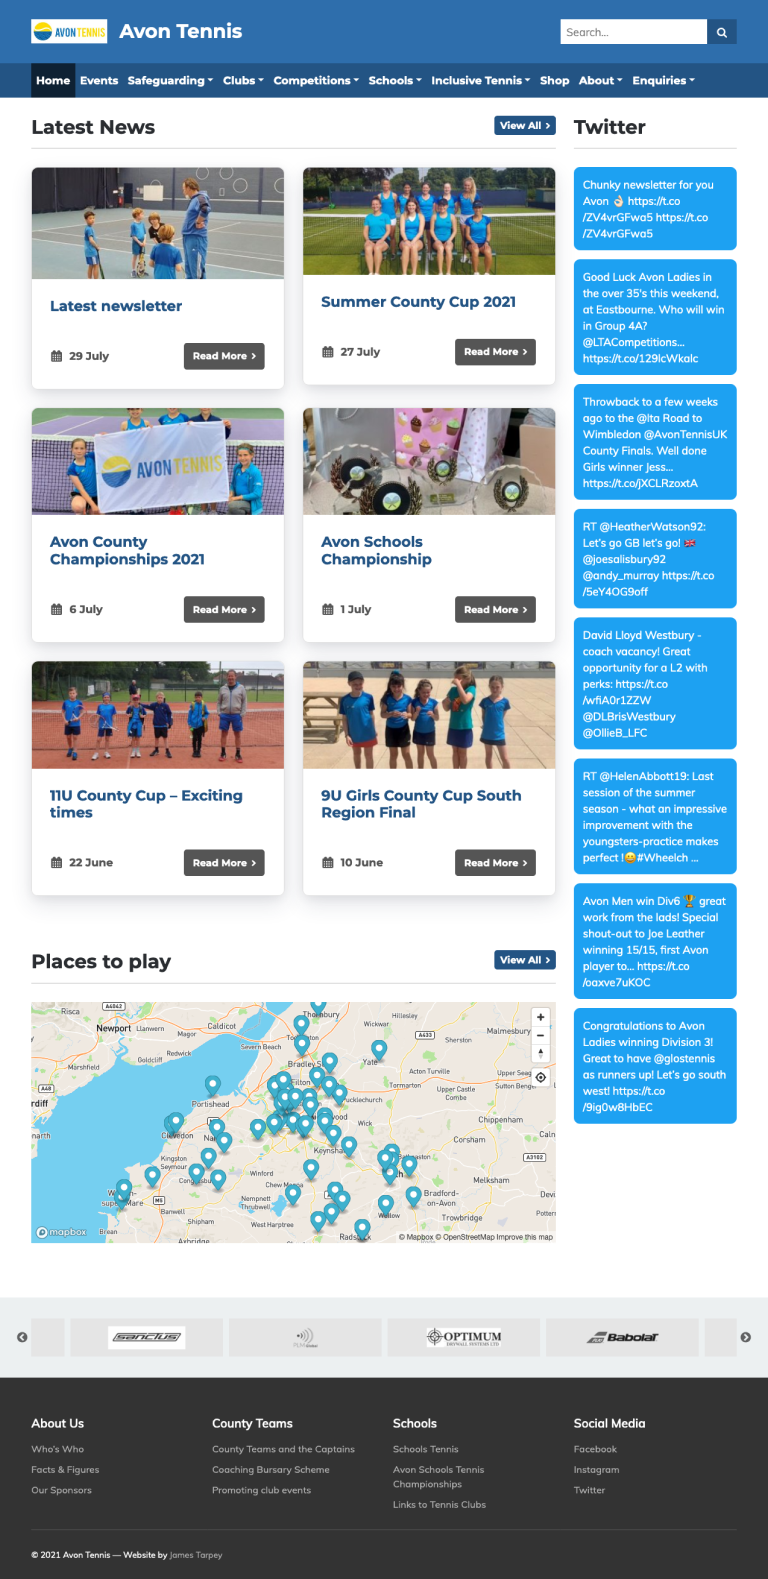 AVON TENNIS
Avon Tennis
Search...
Home
Events
Safeguarding
Clubs
Competitions
Schools
Inclusive Tennis
Shop
About
Enquiries
Latest News
View All
Latest newsletter
29 July
Read More
Summer County Cup 2021
27 July
Read More
AVON TENNIS
Avon County
Championships 2021
6 July
Read More
Avon Schools
Championship
1 July
Read More
11U County Cup – Exciting
times
22 June
Read More
9U Girls County Cup South
Region Final
10 June
Read More
Twitter
Chunky newsletter for you
Avon 👌🏻 https://t.co
/ZV4vrGFwa5 https://t.co
/ZV4vrGFwa5
Good Luck Avon Ladies in
the over 35's this weekend,
at Eastbourne. Who will win
in Group 4A?
@LTACompetitions...
https://t.co/129lcWkalc
Throwback to a few weeks
ago to the @lta Road to
Wimbledon @AvonTennisUK
County Finals. Well done
Girls winner Jess...
https://t.co/jXCLRzoxtA
RT @HeatherWatson92:
Let's go GB let's go! 🇬🇧
@joesalisbury92
@andy_murray https://t.co
/5eY4OG9off
David Lloyd Westbury -
coach vacancy! Great
opportunity for a L2 with
perks: https://t.co
/wfiA0r1ZZW
@DLBrisWestbury
@OllieB_LFC
RT @HelenAbbott19: Last
session of the summer
season - what an impressive
improvement with the
youngsters-practice makes
perfect !😀#Wheelch ...
Avon Men win Div6 🏆 great
work from the lads! Special
shout-out to Joe Leather
winning 15/15, first Avon
player to... https://t.co
/oaxve7uKOC
Congratulations to Avon
Ladies winning Division 3!
Great to have @glostennis
as runners up! Let's go south
west! https://t.co
/9ig0w8HbEC
Places to play
View All
Risca
A4042
Newport
Llanwern
Magor
Caldicot
Thornbury
Wickwar
Hillesley
A433
Malmesbury
Sherston
Redwick
Severn Beach
Marshfield
Goldcliff
Bradley
Yate
Acton Turville
Upper Seag
A48
Filton
Tormarton
Castle
Combe
Upper
Portishead
Pucklechurch
Chippenham
Clevedon
Caln
Corsham
Kingston
Seymour
Keynsham
A3102
Winford
Melksham
Chew Magna
Nempnett
Thrubwell
M5
Banwell
Bradford-
on-Avon
Devi
Shipham
West Harptree
Wellow
Trowbridge
Pott
Brean
Radstock
Axbridge
mapbox
© Mapbox © OpenStreetMap Improve this map
SANCTUS
PLM Global
OPTIMUM
DRYWALL SYSTEMS LTD
Babolat
About Us
Who's Who
Facts & Figures
Our Sponsors
County Teams
County Teams and the Captains
Coaching Bursary Scheme
Promoting club events
Schools
Schools Tennis
Avon Schools Tennis
Championships
Links to Tennis Clubs
Social Media
Facebook
Instagram
Twitter
© 2021 Avon Tennis — Website by James Tarpey